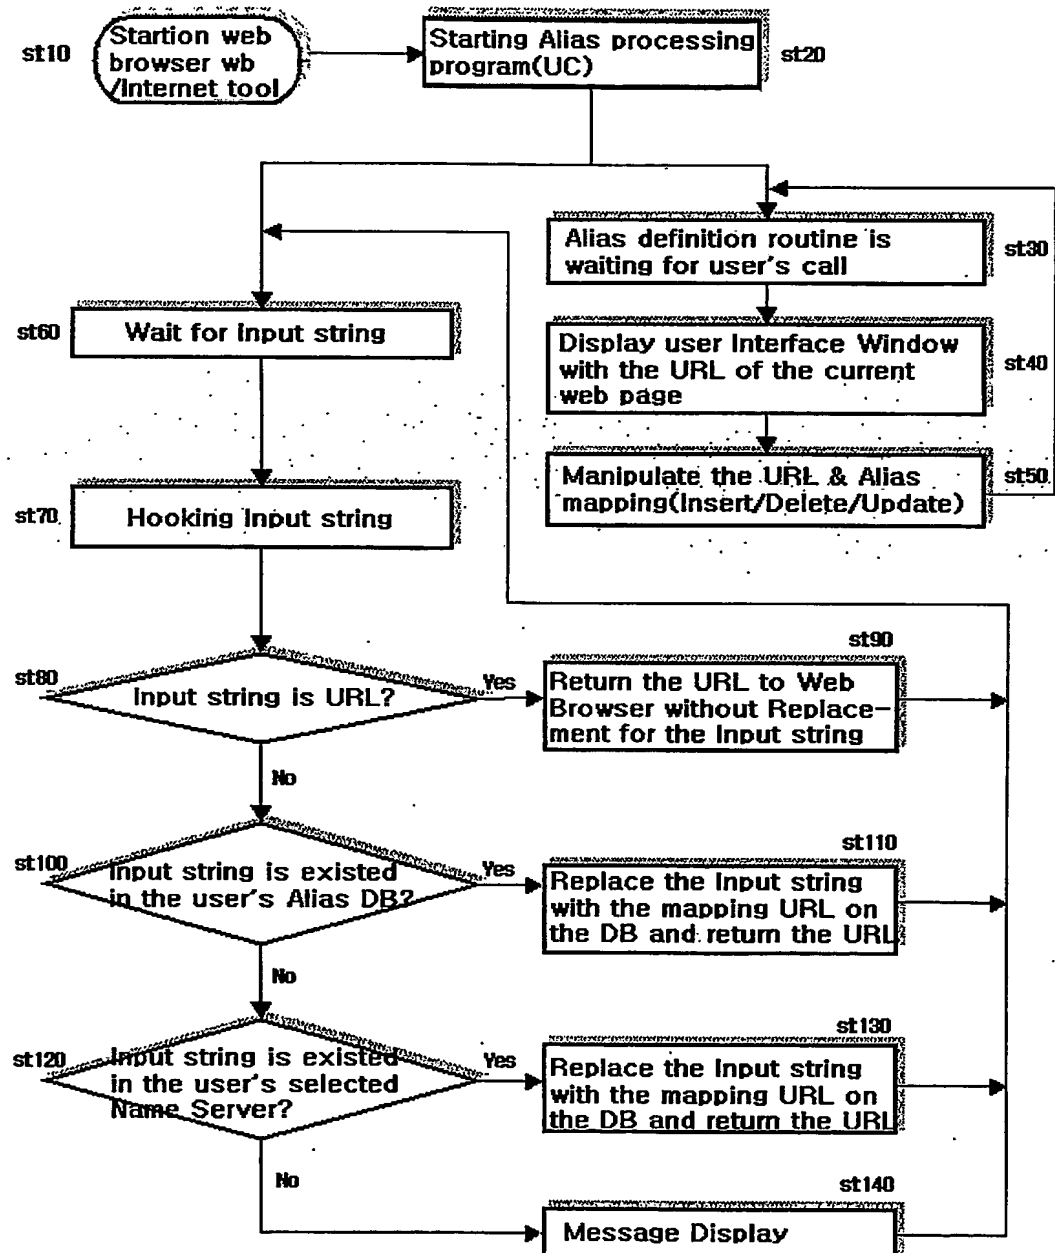 st10
Startion web
browser wb
/Internet tool
Starting Alias processing
program(UC)
st20
Alias definition routine is
waiting for user's call
st30
st60
Wait for Input string
Display user Interface Window
with the URL of the current
web page
st40
Manipulate the URL & Alias
mapping(Insert/Delete/Update)
st50
st70
Hooking Input string
st80
Input string is URL?
Yes
No
st90
Return the URL to Web
Browser without Replace-
ment for the Input string
st100
Input string is existed
in the user's Alias DB?
Yes
No
st110
Replace the Input string
with the mapping URL on
the DB and return the URL
st120
Input string is existed
in the user's selected
Name Server?
Yes
No
st130
Replace the Input string
with the mapping URL on
the DB and return the URL
st140
Message Display